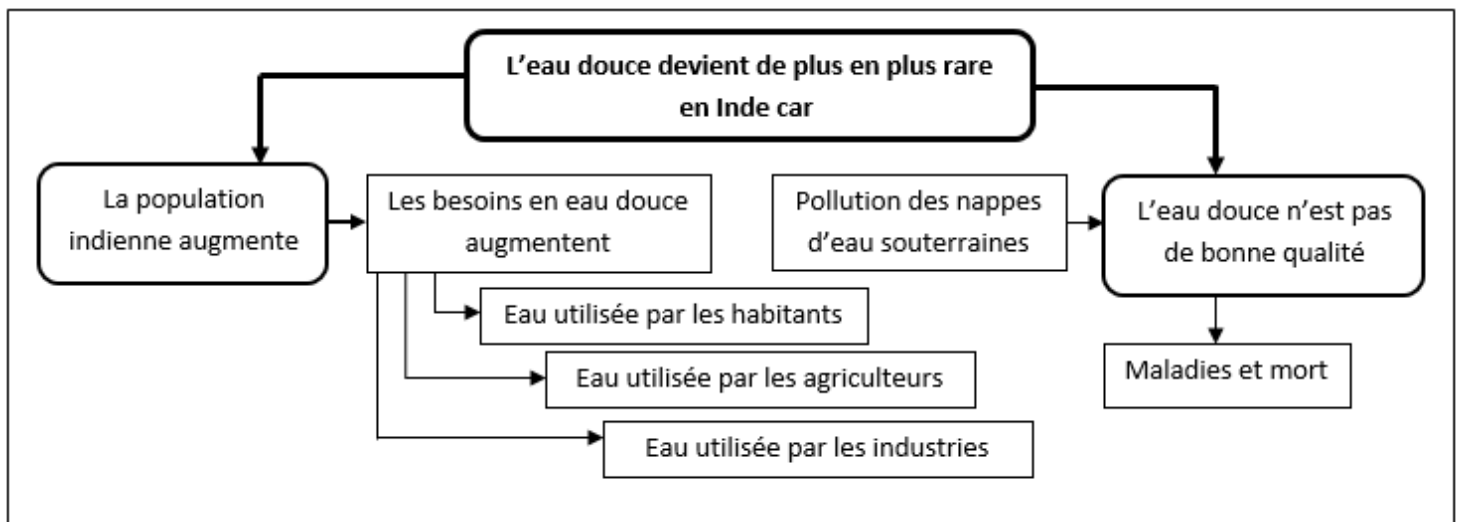 L’eau douce devient de plus en plus rare
en Inde car
La population
indienne augmente
Les besoins en eau douce
augmentent
Eau utilisée par les habitants
Eau utilisée par les agriculteurs
Eau utilisée par les industries
Pollution des nappes
d’eau souterraines
L’eau douce n’est pas
de bonne qualité
Maladies et mort